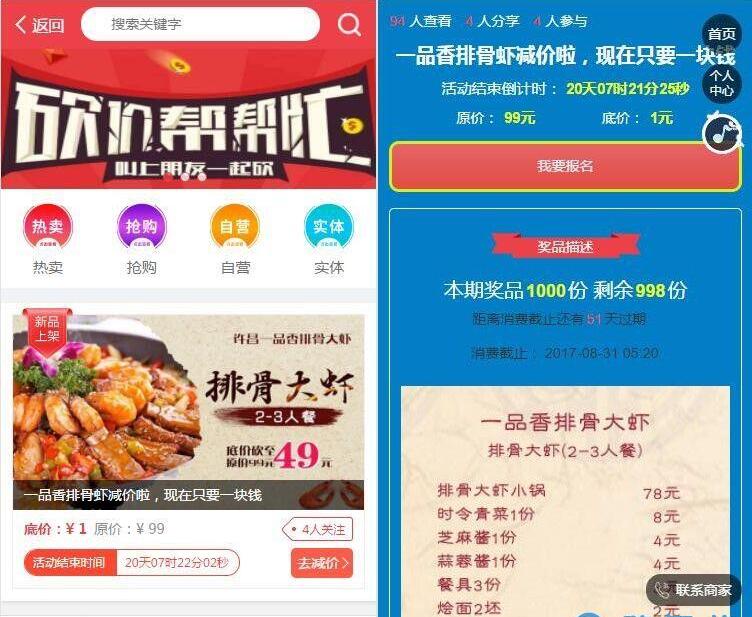 返回
搜索关键字
砍价帮帮忙
叫上朋友一起砍
热卖
抢购
自营
实体
热卖
抢购
自营
实体
新品
上架
许昌一品香排骨大虾
排骨大虾
2-3人餐
底价砍至
原价99元
49元
一品香排骨虾减价啦，现在只要一块钱
底价：¥ 1 原价：¥ 99
4人关注
活动结束时间 20天07时22分02秒
去减价
94 人查看 4 人分享 4 人参与
首页
一品香排骨虾减价啦，现在只要一块钱
个人
中心
活动结束倒计时： 20天07时21分25秒
原价： 99元 底价： 1元
我要报名
奖品描述
本期奖品1000份 剩余998份
距离消费截止还有 51 天过期
消费截止： 2017-08-31 05:20
一品香排骨大虾
排骨大虾(2-3人餐)
排骨大虾小锅 78元
时令青菜1份 8元
芝麻酱1份 4元
蒜蓉酱1份 4元
餐具3份
烩面2坯 2元
联系商家